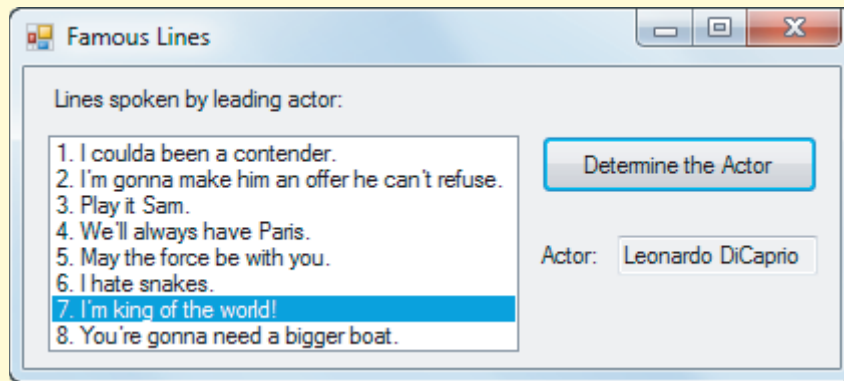 Famous Lines
Lines spoken by leading actor:
1. I coulda been a contender.
2. I'm gonna make him an offer he can't refuse.
3. Play it Sam.
4. We'll always have Paris.
5. May the force be with you.
6. I hate snakes.
7. I'm king of the world!
8. You're gonna need a bigger boat.
Determine the Actor
Actor: Leonardo DiCaprio